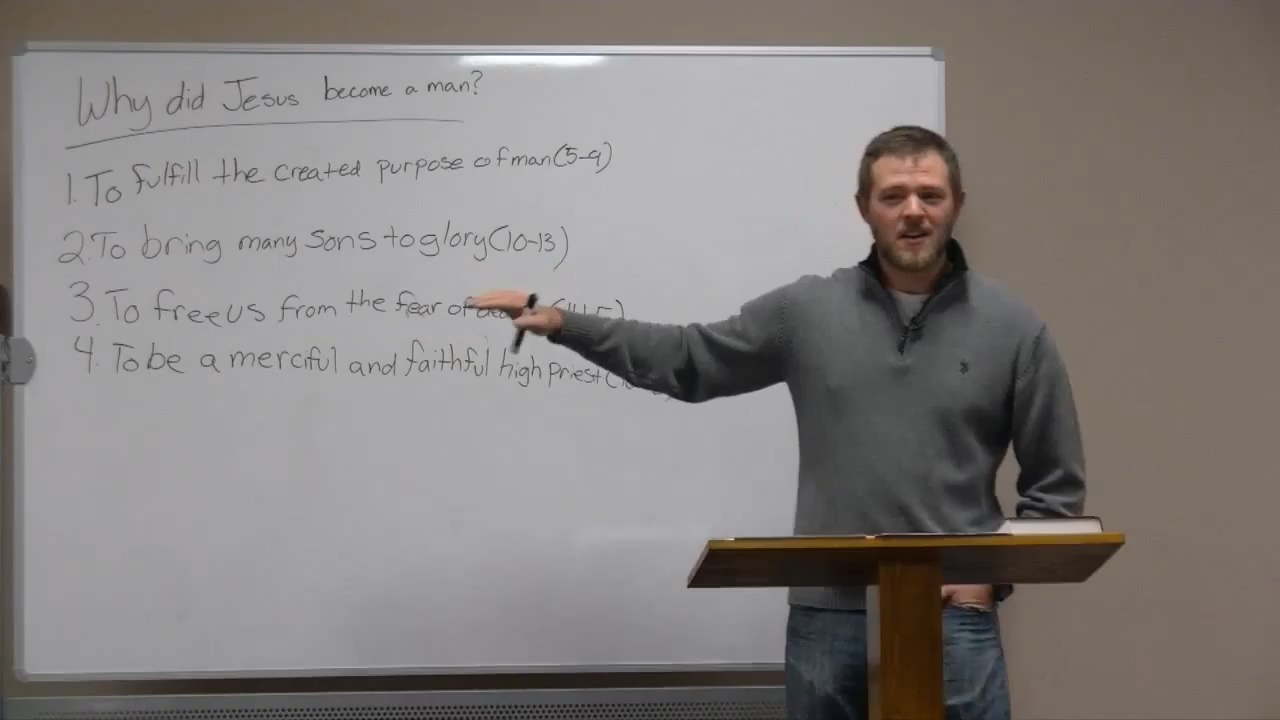 Why did Jesus become a man?
1. To fulfill the created purpose of man (5-9)
2. To bring many sons to glory (10-13)
3. To free us from the fear of
4. To be a merciful and faithful high priest